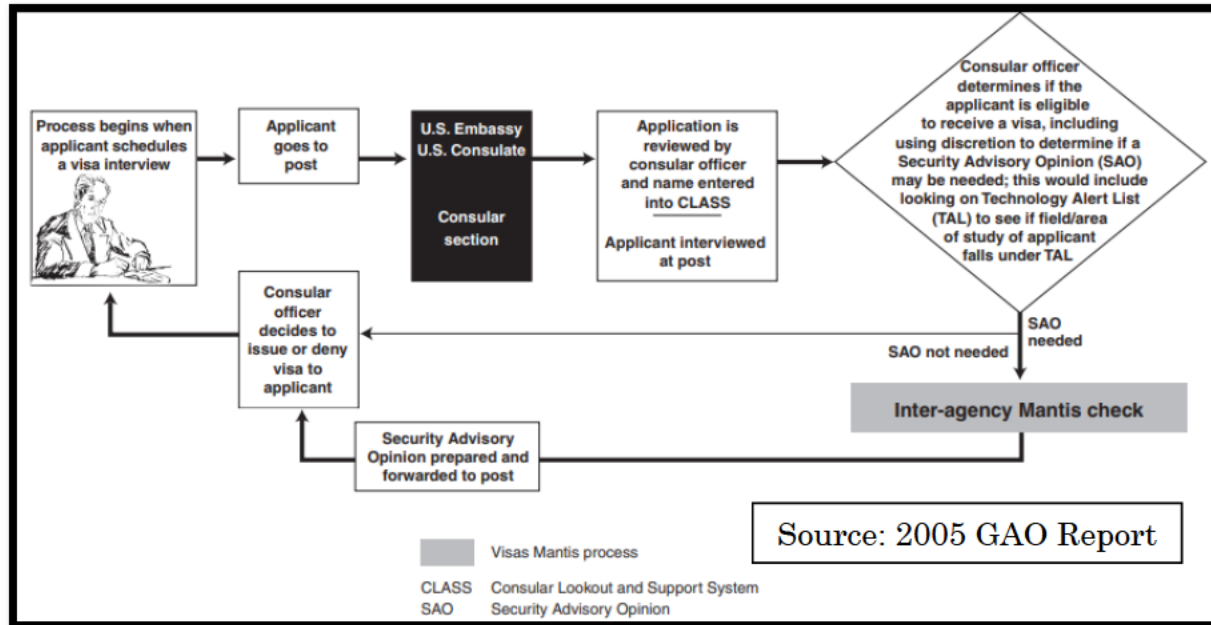 Process begins when
applicant schedules
a visa interview
Applicant
goes to
post
U.S. Embassy
U.S. Consulate
Consular
section
Application is
reviewed by
consular officer
and name entered
into CLASS
Applicant interviewed
at post
Consular officer
determines if the
applicant is eligible
to receive a visa, including
using discretion to determine if a
Security Advisory Opinion (SAO)
may be needed; this would include
looking on Technology Alert List
(TAL) to see if field/area
of study of applicant
falls under TAL
SAO
needed
SAO not needed
Inter-agency Mantis check
Consular
officer
decides to
issue or deny
visa to
applicant
Security Advisory
Opinion prepared and
forwarded to post
Source: 2005 GAO Report
Visas Mantis process
CLASS Consular Lookout and Support System
SAO Security Advisory Opinion